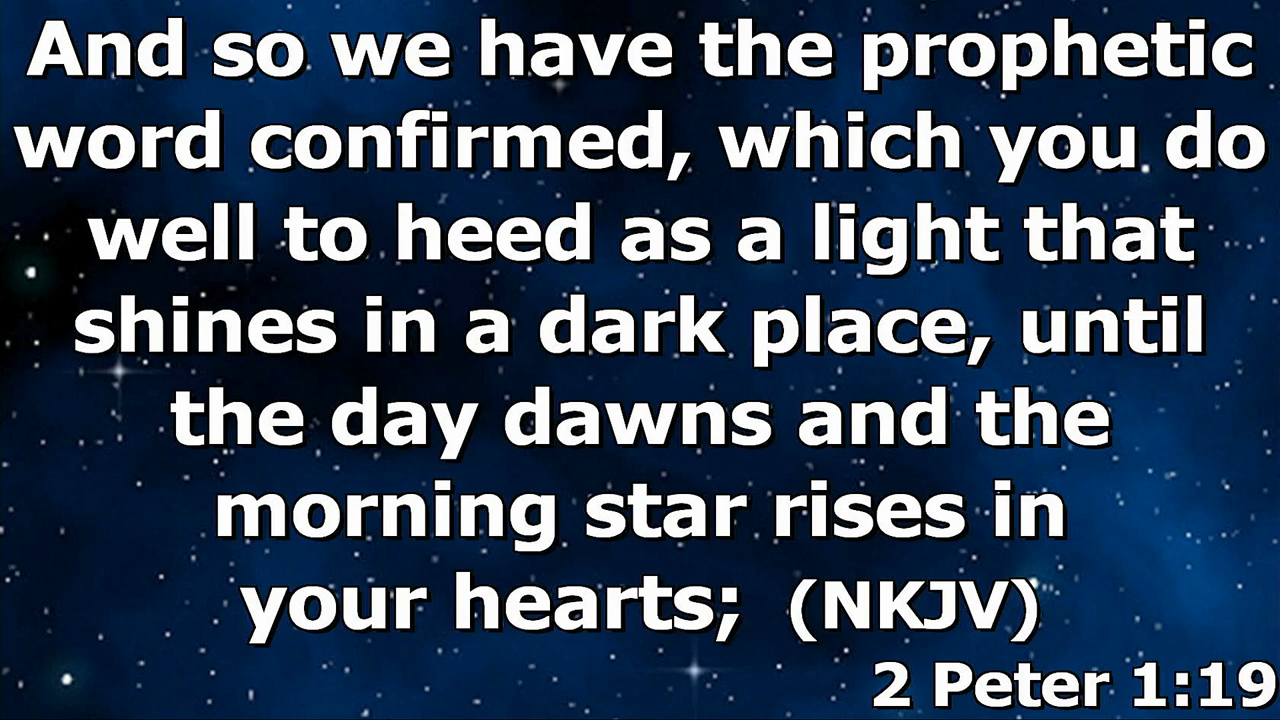 And so we have the prophetic
word confirmed, which you do
well to heed as a light that
shines in a dark place, until
the day dawns and the
morning star rises in
your hearts; (NKJV)
2 Peter 1:19